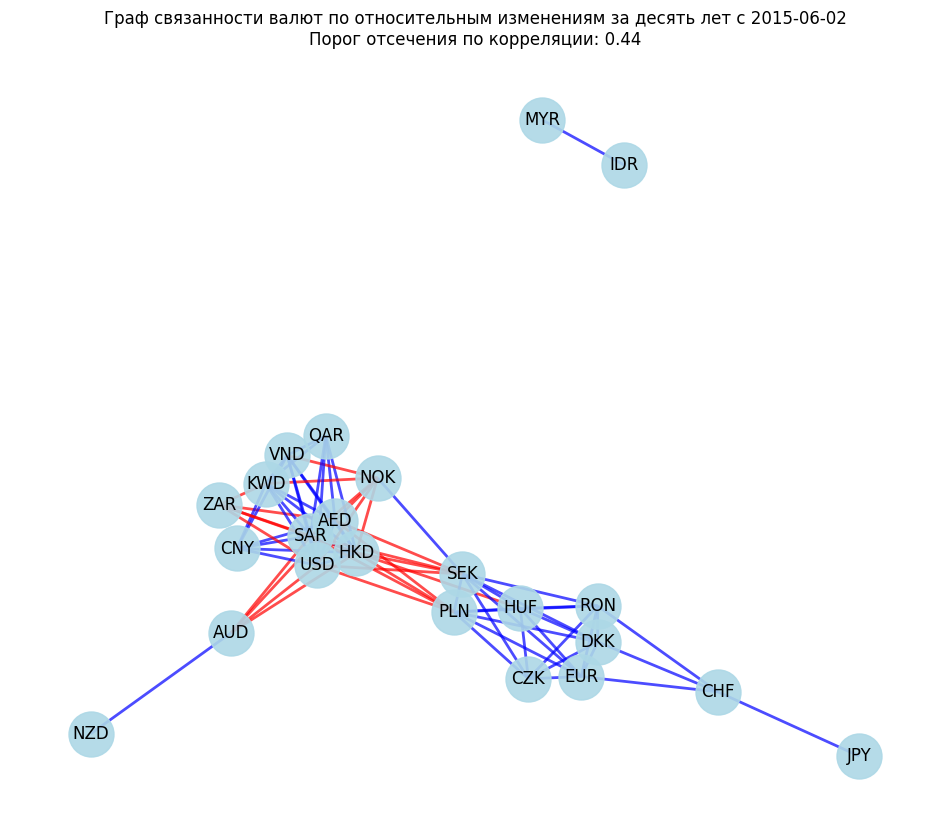 Граф связанности валют по относительным изменениям за десять лет с 2015-06-02
Порог отсечения по корреляции: 0.44
MYR
IDR
QAR
VND
NOK
KWD
ZAR
AED
SAR
CNY
HKD
USD
SEK
HUF
RON
PLN
AUD
DKK
EUR
CZK
CHF
NZD
JPY